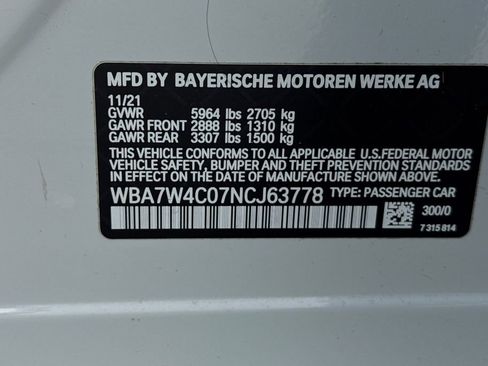 MFD BY BAYERISCHE MOTOREN WERKE AG
11/21
GVWR 5964 lbs 2705 kg
GAWR FRONT 2888 lbs 1310 kg
GAWR REAR 3307 lbs 1500 kg
THIS VEHICLE CONFORMS TO ALL APPLICABLE U.S.FEDERAL MOTOR
VEHICLE SAFETY, BUMPER, AND THEFT PREVENTION STANDARDS
IN EFFECT ON THE DATE OF MANUFACTURE SHOWN ABOVE.
WBA7W4C07NCJ63778 TYPE: PASSENGER CAR
300/0
7 315 814